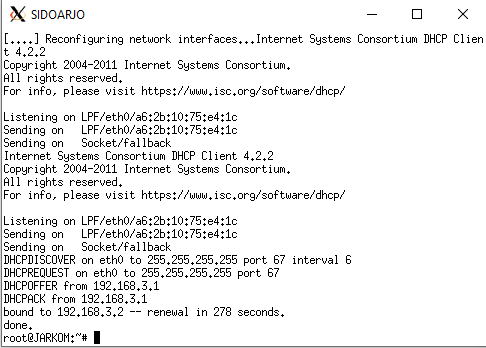 SIDOARJO
[....] Reconfiguring network interfaces...Internet Systems Consortium DHCP Clien
t 4.2.2
Copyright 2004-2011 Internet Systems Consortium.
All rights reserved.
For info, please visit https://www.isc.org/software/dhcp/

Listening on LPF/eth0/a6:2b:10:75:e4:1c
Sending on   LPF/eth0/a6:2b:10:75:e4:1c
Sending on   Socket/fallback
Internet Systems Consortium DHCP Client 4.2.2
Copyright 2004-2011 Internet Systems Consortium.
All rights reserved.
For info, please visit https://www.isc.org/software/dhcp/

Listening on LPF/eth0/a6:2b:10:75:e4:1c
Sending on   LPF/eth0/a6:2b:10:75:e4:1c
Sending on   Socket/fallback
DHCPDISCOVER on eth0 to 255.255.255.255 port 67 interval 6
DHCPREQUEST on eth0 to 255.255.255.255 port 67
DHCPOFFER from 192.168.3.1
DHCPACK from 192.168.3.1
bound to 192.168.3.2 -- renewal in 278 seconds.
done.
root@JARKOM:~#